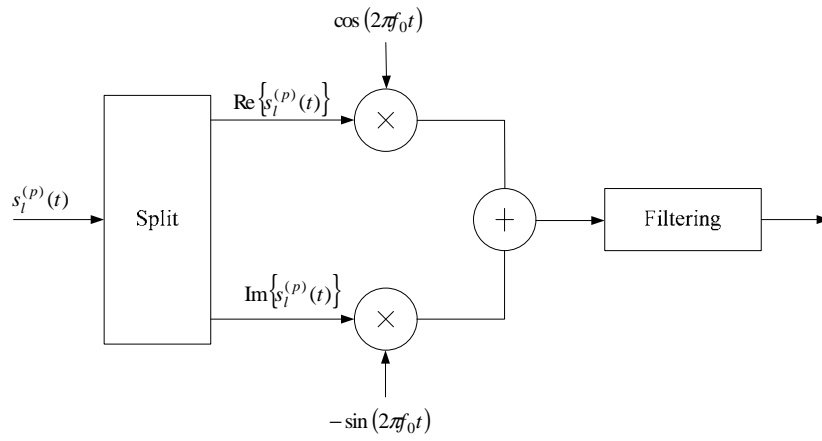 cos(2πf₀t)
Re{s_l^(p)(t)}
×
s_l^(p)(t)
Split
+
Filtering
Im{s_l^(p)(t)}
×
−sin(2πf₀t)